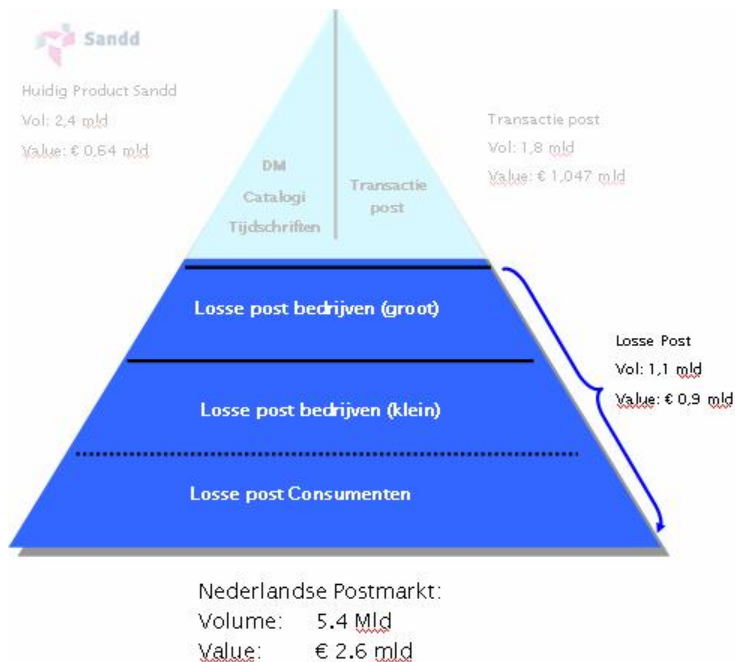 Sandd
Huidig Product Sandd
Vol: 2,4 mld
Value: € 0,64 mld
Transactie post
Vol: 1,8 mld
Value: € 1,047 mld
DM
Catalogi
Tijdschriften
Transactie
post
Losse post bedrijven (groot)
Losse Post
Vol: 1,1 mld
Value: € 0,9 mld
Losse post bedrijven (klein)
Losse post Consumenten
Nederlandse Postmarkt:
Volume: 5.4 Mld
Value: € 2.6 mld